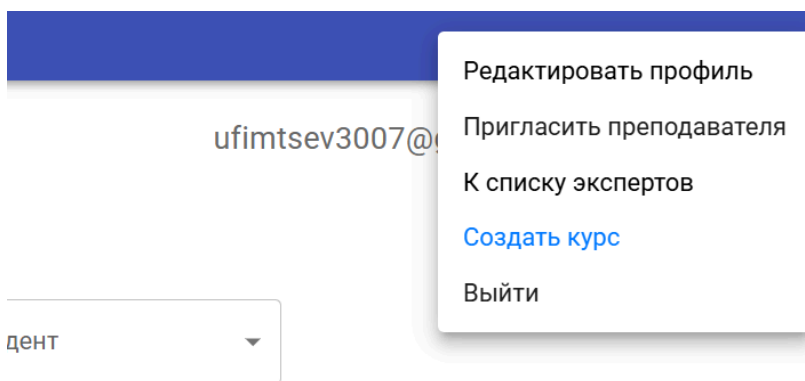 Редактировать профиль
ufimtsev3007@
Пригласить преподавателя
К списку экспертов
Создать курс
Выйти
дент